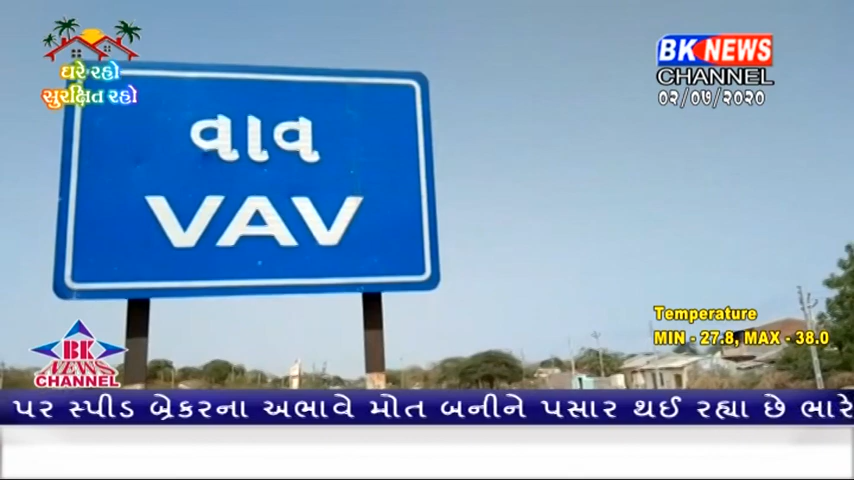 ઘરે રહો
સુરક્ષિત રહો
BK NEWS
CHANNEL
૦૨/૦૭/૨૦૨૦
વાવ
VAV
Temperature
MIN - 27.8, MAX - 38.0
BK
NEWS
CHANNEL
પર સ્પીડ બ્રેકરના અભાવે મોત બનીને પસાર થઈ રહ્યા છે ભારે